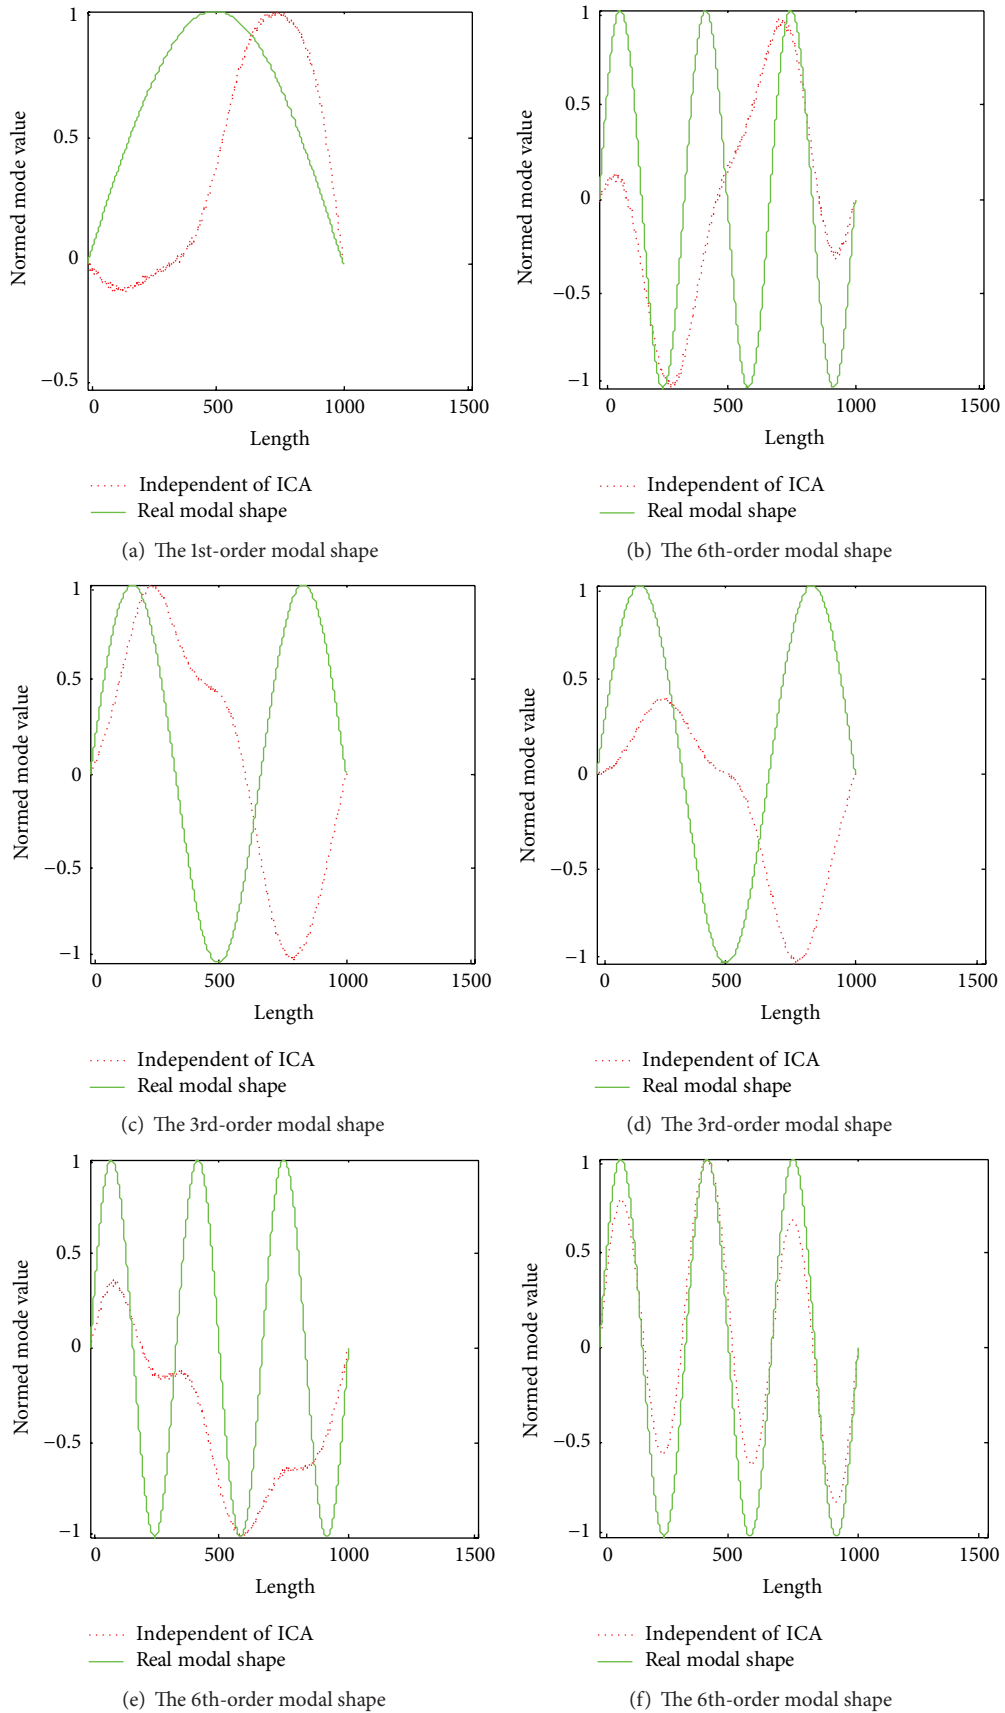 1
0.5
0
−0.5
Normed mode value
0
500
1000
1500
Length
Independent of ICA
Real modal shape
(a) The 1st-order modal shape
1
0.5
0
−0.5
−1
Normed mode value
0
500
1000
1500
Length
Independent of ICA
Real modal shape
(b) The 6th-order modal shape
1
0.5
0
−0.5
−1
Normed mode value
0
500
1000
1500
Length
Independent of ICA
Real modal shape
(c) The 3rd-order modal shape
1
0.5
0
−0.5
−1
Normed mode value
0
500
1000
1500
Length
Independent of ICA
Real modal shape
(d) The 3rd-order modal shape
1
0.5
0
−0.5
−1
Normed mode value
0
500
1000
1500
Length
Independent of ICA
Real modal shape
(e) The 6th-order modal shape
1
0.5
0
−0.5
−1
Normed mode value
0
500
1000
1500
Length
Independent of ICA
Real modal shape
(f) The 6th-order modal shape